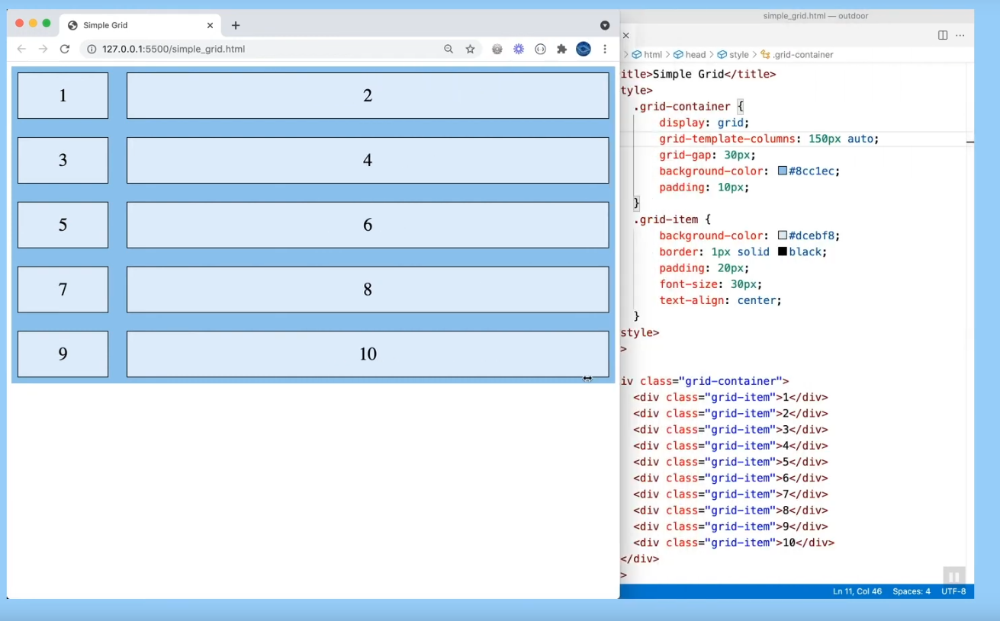 Simple Grid
127.0.0.1:5500/simple_grid.html
1
2
3
4
5
6
7
8
9
10
simple_grid.html — outdoor
html > head > style > .grid-container
itle>Simple Grid</title>
tyle>
.grid-container {
display: grid;
grid-template-columns: 150px auto;
grid-gap: 30px;
background-color: #8cc1ec;
padding: 10px;
}
.grid-item {
background-color: #dcebf8;
border: 1px solid black;
padding: 20px;
font-size: 30px;
text-align: center;
}
style>
>
iv class="grid-container">
<div class="grid-item">1</div>
<div class="grid-item">2</div>
<div class="grid-item">3</div>
<div class="grid-item">4</div>
<div class="grid-item">5</div>
<div class="grid-item">6</div>
<div class="grid-item">7</div>
<div class="grid-item">8</div>
<div class="grid-item">9</div>
<div class="grid-item">10</div>
</div>
>
Ln 11, Col 46 Spaces: 4 UTF-8